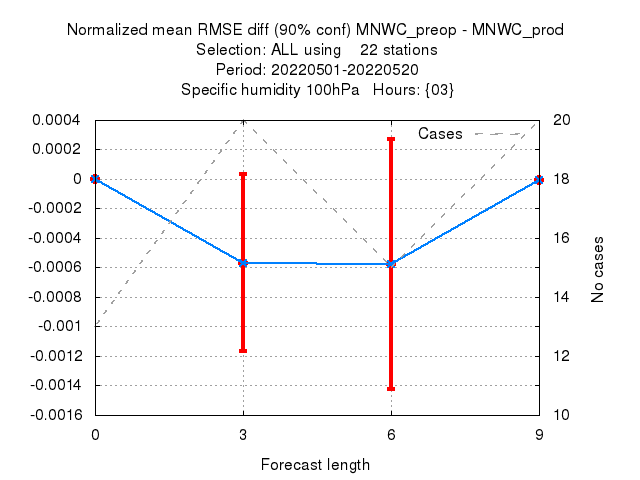 Normalized mean RMSE diff (90% conf) MNWC_preop - MNWC_prod
Selection: ALL using    22 stations
Period: 20220501-20220520
Specific humidity 100hPa   Hours: {03}
Cases
0.0004
0.0002
0
-0.0002
-0.0004
-0.0006
-0.0008
-0.001
-0.0012
-0.0014
-0.0016
20
18
16
14
12
10
No cases
0 3 6 9
Forecast length